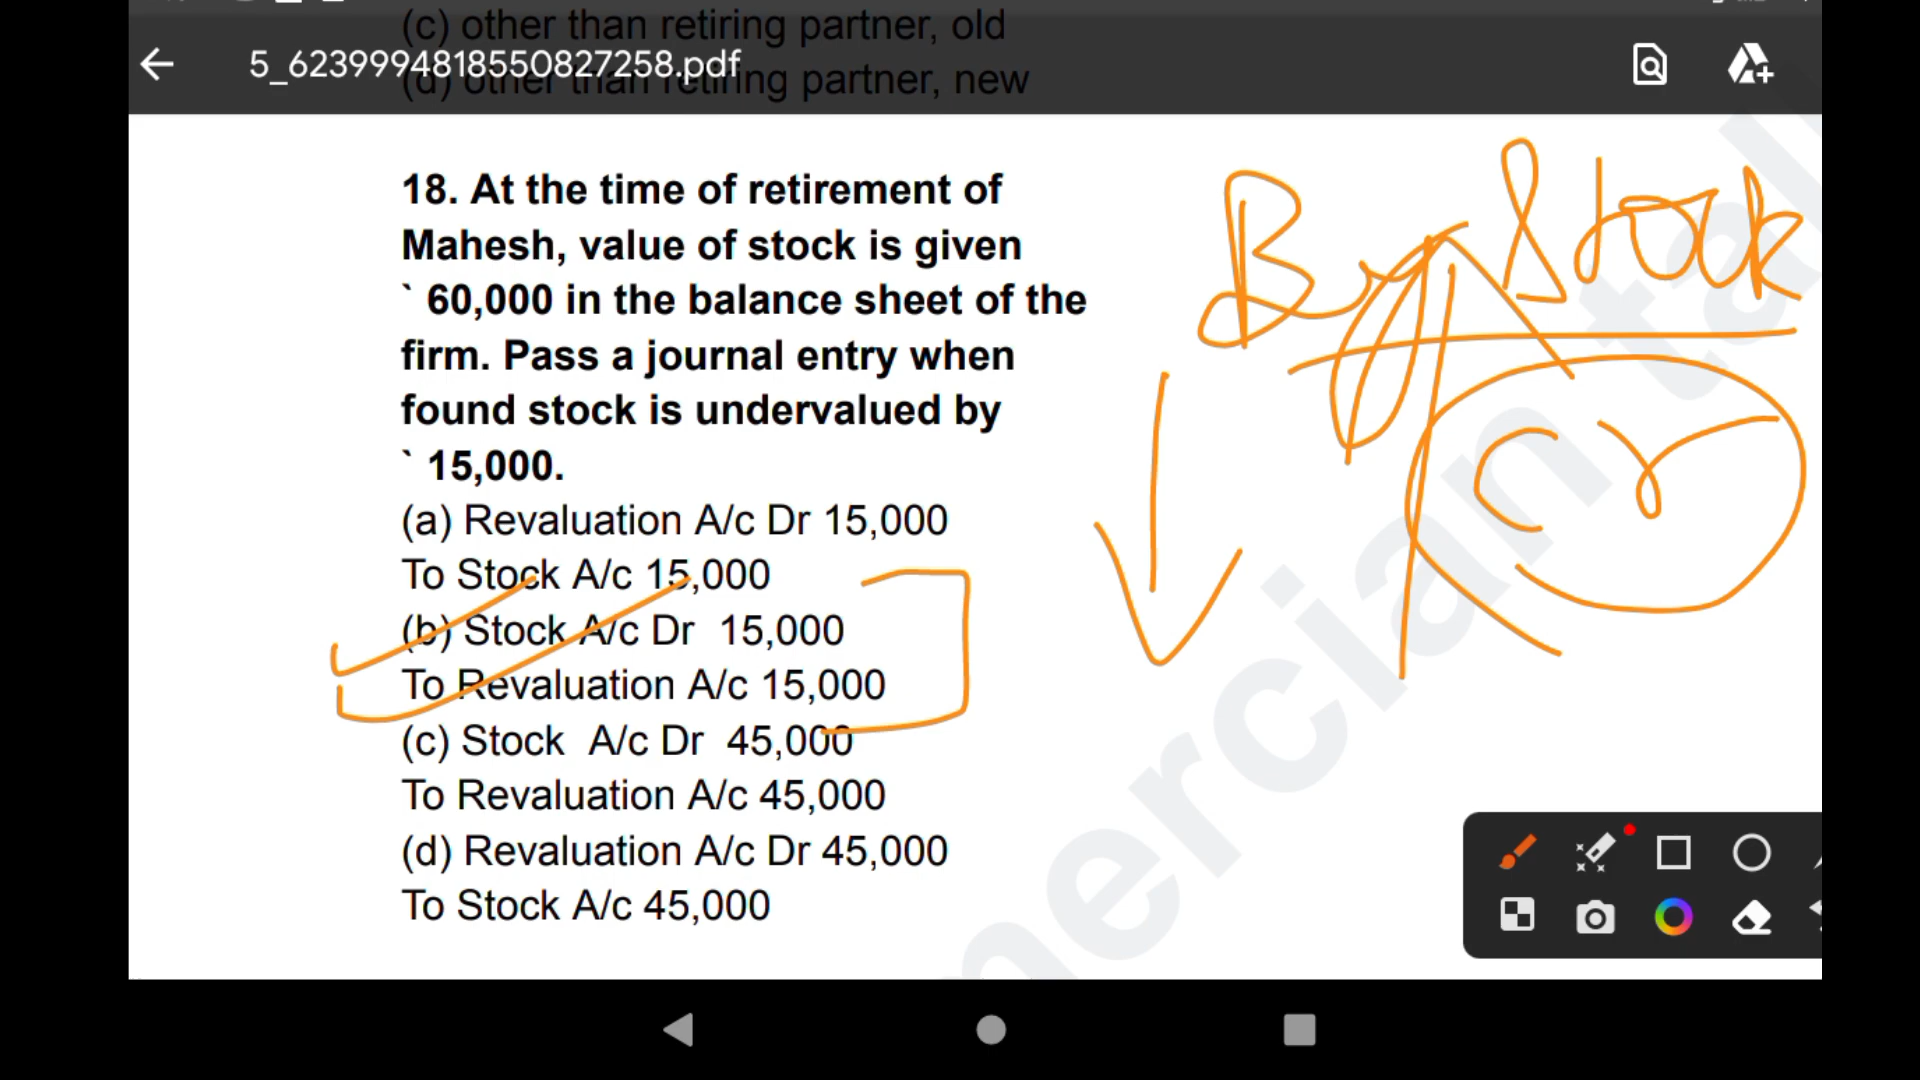 (c) other than retiring partner, old
5_6239994818550827258.pdf
(d) other than retiring partner, new
18. At the time of retirement of
Mahesh, value of stock is given
` 60,000 in the balance sheet of the
firm. Pass a journal entry when
found stock is undervalued by
` 15,000.
(a) Revaluation A/c Dr 15,000
To Stock A/c 15,000
(b) Stock A/c Dr 15,000
To Revaluation A/c 15,000
(c) Stock A/c Dr 45,000
To Revaluation A/c 45,000
(d) Revaluation A/c Dr 45,000
To Stock A/c 45,000
By Stock
Cr